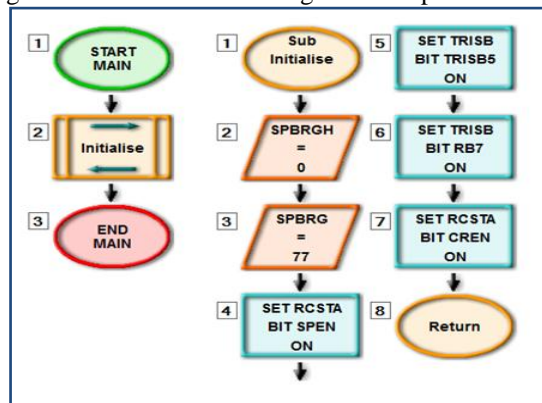 1
START
MAIN
2
Initialise
3
END
MAIN
1
Sub
Initialise
2
SPBRGH
=
0
3
SPBRG
=
77
4
SET RCSTA
BIT SPEN
ON
5
SET TRISB
BIT TRISB5
ON
6
SET TRISB
BIT RB7
ON
7
SET RCSTA
BIT CREN
ON
8
Return